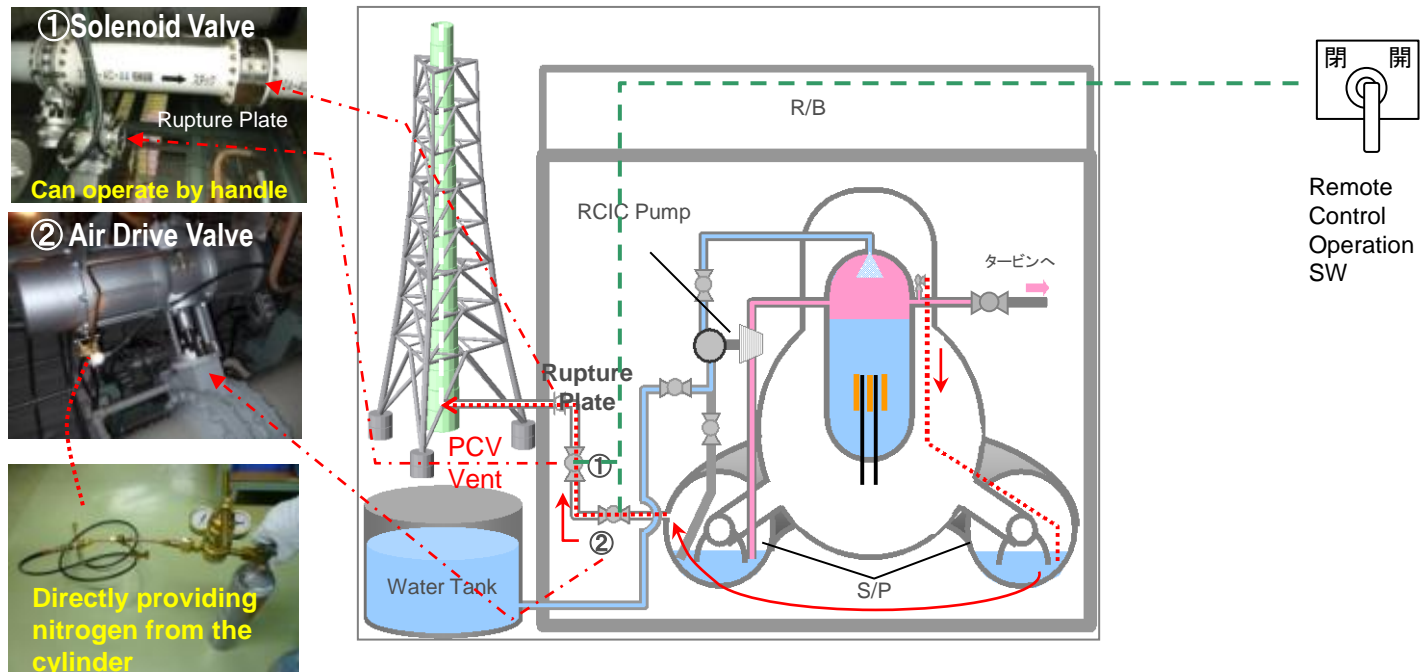 ①Solenoid Valve
Rupture Plate
Can operate by handle
② Air Drive Valve
Directly providing
nitrogen from the
cylinder
R/B
RCIC Pump
タービンへ
Rupture
Plate
PCV
Vent
①
②
Water Tank
S/P
閉 開
Remote
Control
Operation
SW